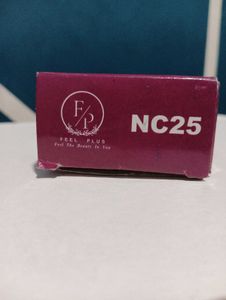 F/P
FEEL PLUS
Feel The Beauty In You
NC25